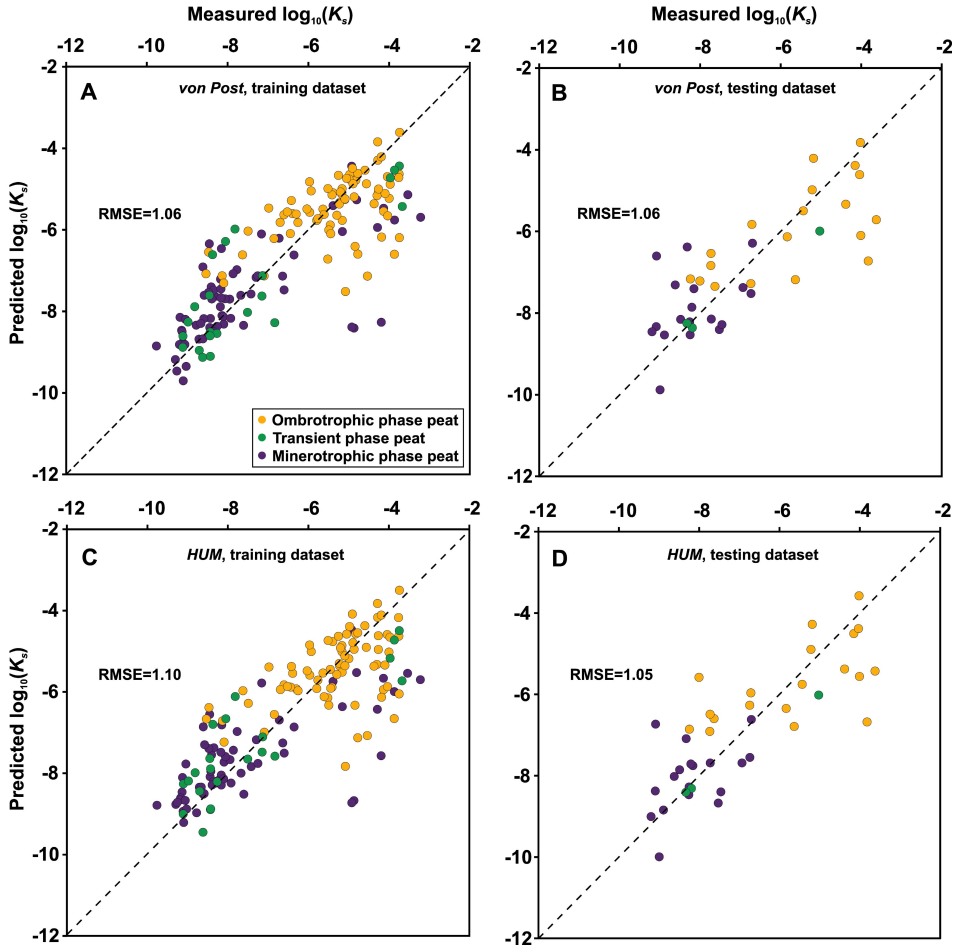 Measured log₁₀(Kₛ)
Measured log₁₀(Kₛ)
-12 -10 -8 -6 -4 -2
-12 -10 -8 -6 -4 -2
-2
-4
-6
-8
-10
-12
Predicted log₁₀(Kₛ)
A
von Post, training dataset
RMSE=1.06
Ombrotrophic phase peat
Transient phase peat
Minerotrophic phase peat
-2
-4
-6
-8
-10
-12
B
von Post, testing dataset
RMSE=1.06
-12 -10 -8 -6 -4 -2
-12 -10 -8 -6 -4 -2
-2
-4
-6
-8
-10
-12
Predicted log₁₀(Kₛ)
C
HUM, training dataset
RMSE=1.10
-2
-4
-6
-8
-10
-12
D
HUM, testing dataset
RMSE=1.05